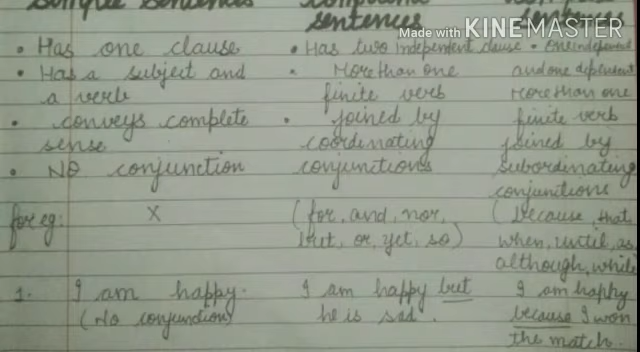 Simple Sentences
compound sentences
sentences
Made with KINEMASTER
• Has one clause
• Has a subject and a verb
• conveys complete sense
• NO conjunction
for eg: X
1. I am happy.
(No conjunction)
• Has two independent clause
• More than one
finite verb
• joined by
coordinating
conjunctions
(for, and, nor,
but, or, yet, so)
I am happy but
he is sad.
• one independent
and one dependent
More than one
finite verb
joined by
subordinating
conjunctions
(because, that
when, until, as,
although, while
I am happy
because I won
the match.